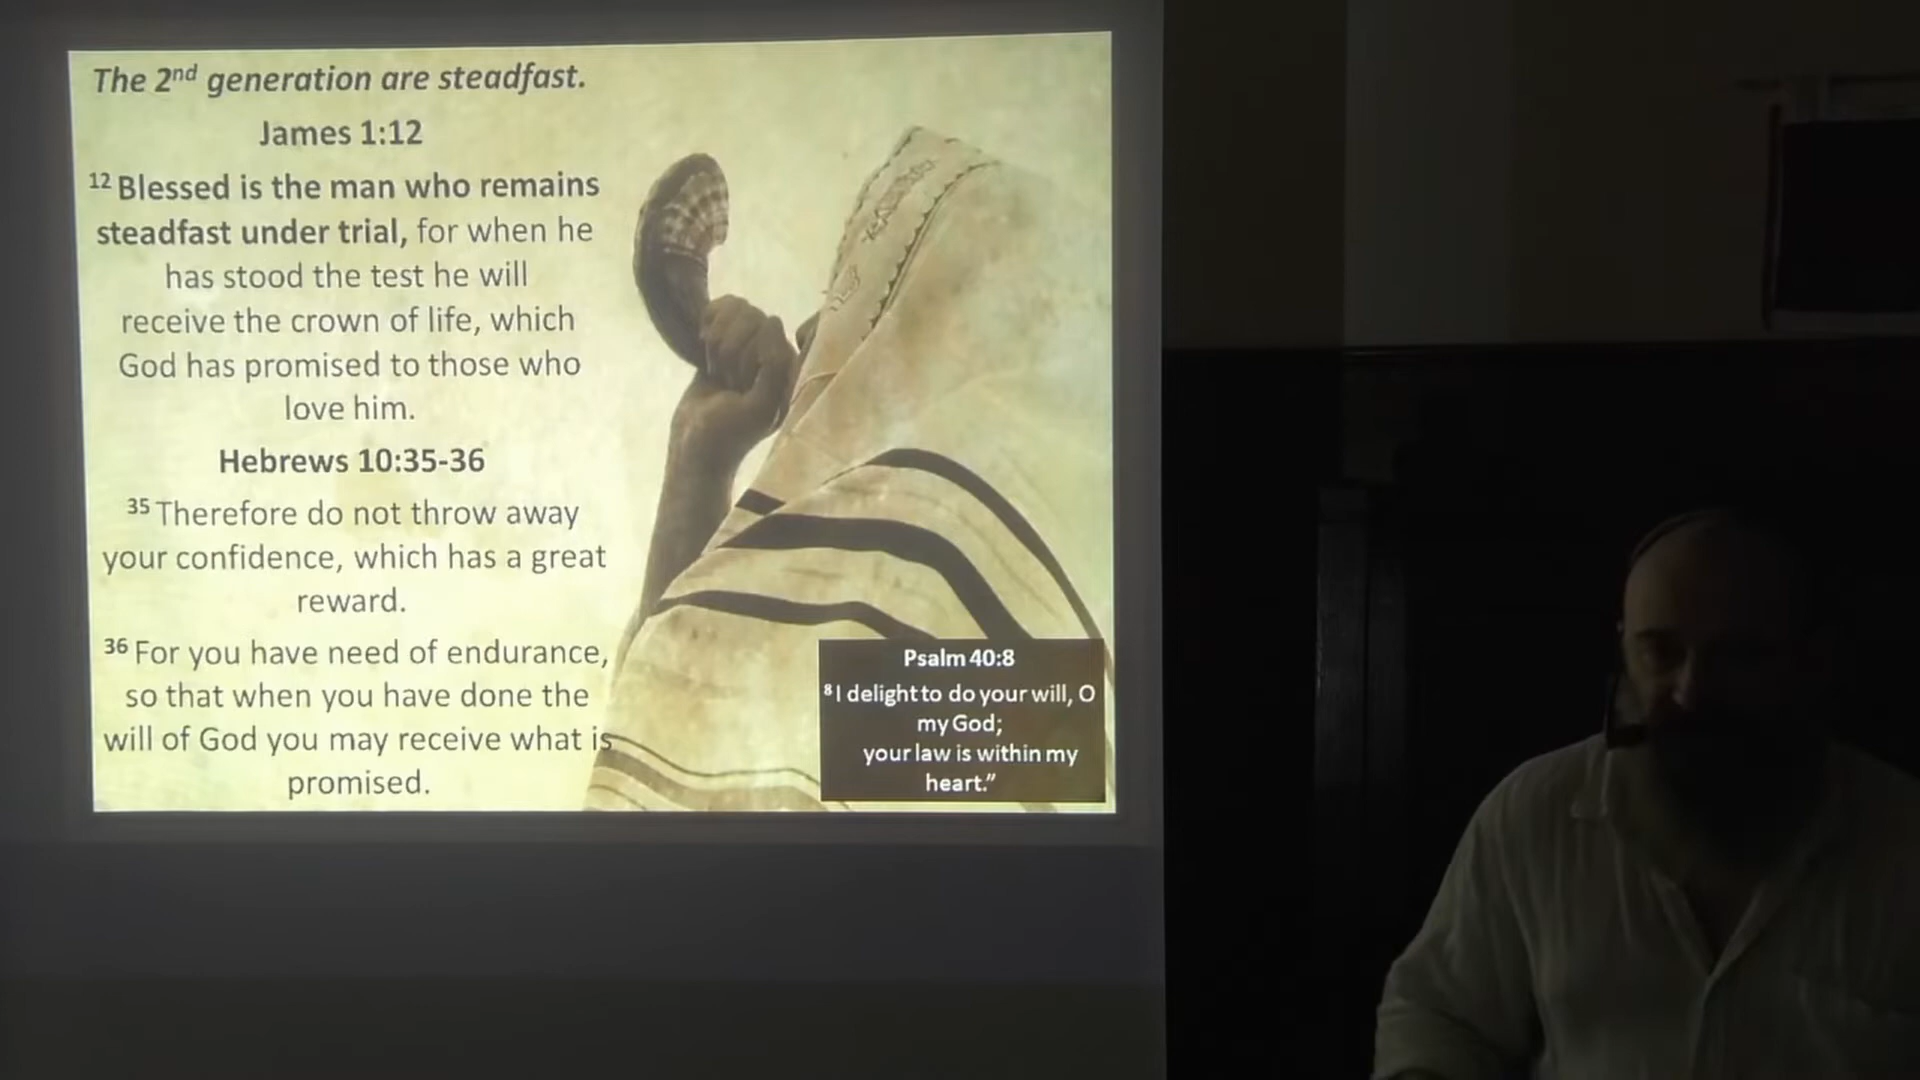 The 2nd generation are steadfast.
James 1:12
12 Blessed is the man who remains
steadfast under trial, for when he
has stood the test he will
receive the crown of life, which
God has promised to those who
love him.
Hebrews 10:35-36
35 Therefore do not throw away
your confidence, which has a great
reward.
36 For you have need of endurance,
so that when you have done the
will of God you may receive what is
promised.
Psalm 40:8
8 I delight to do your will, O
my God;
your law is within my
heart.”